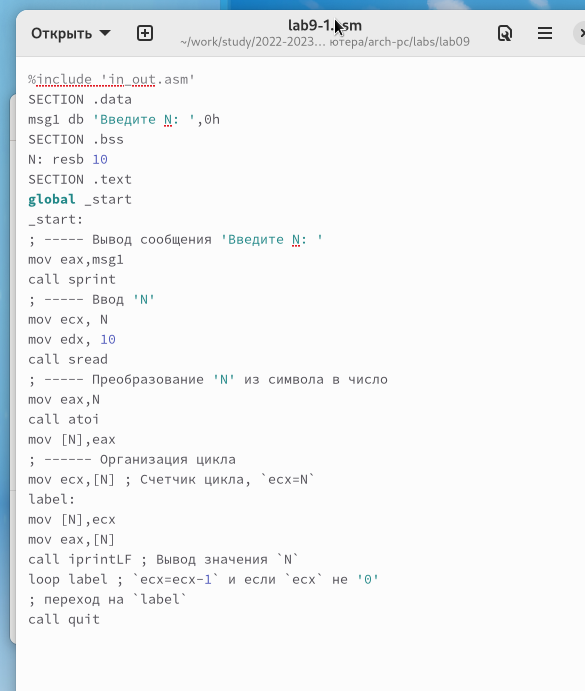 Открыть
lab9-1.asm
~/work/study/2022-2023… ютера/arch-pc/labs/lab09
%include 'in_out.asm'
SECTION .data
msg1 db 'Введите N: ',0h
SECTION .bss
N: resb 10
SECTION .text
global _start
_start:
; ----- Вывод сообщения 'Введите N: '
mov eax,msg1
call sprint
; ----- Ввод 'N'
mov ecx, N
mov edx, 10
call sread
; ----- Преобразование 'N' из символа в число
mov eax,N
call atoi
mov [N],eax
; ------ Организация цикла
mov ecx,[N] ; Счетчик цикла, `ecx=N`
label:
mov [N],ecx
mov eax,[N]
call iprintLF ; Вывод значения `N`
loop label ; `ecx=ecx-1` и если `ecx` не '0'
; переход на `label`
call quit